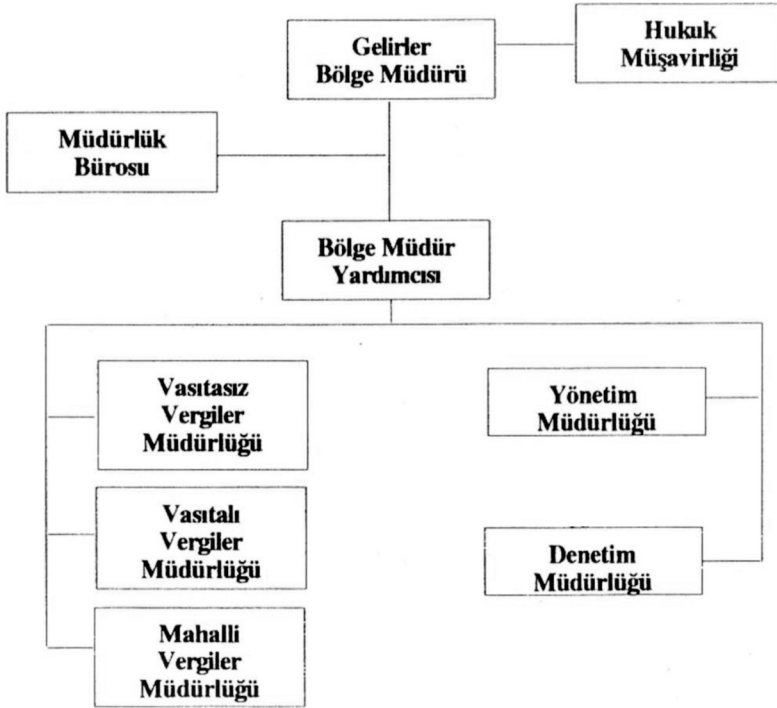 Gelirler
Bölge Müdürü
Hukuk
Müşavirliği
Müdürlük
Bürosu
Bölge Müdür
Yardımcısı
Vasıtasız
Vergiler
Müdürlüğü
Yönetim
Müdürlüğü
Vasıtalı
Vergiler
Müdürlüğü
Denetim
Müdürlüğü
Mahalli
Vergiler
Müdürlüğü